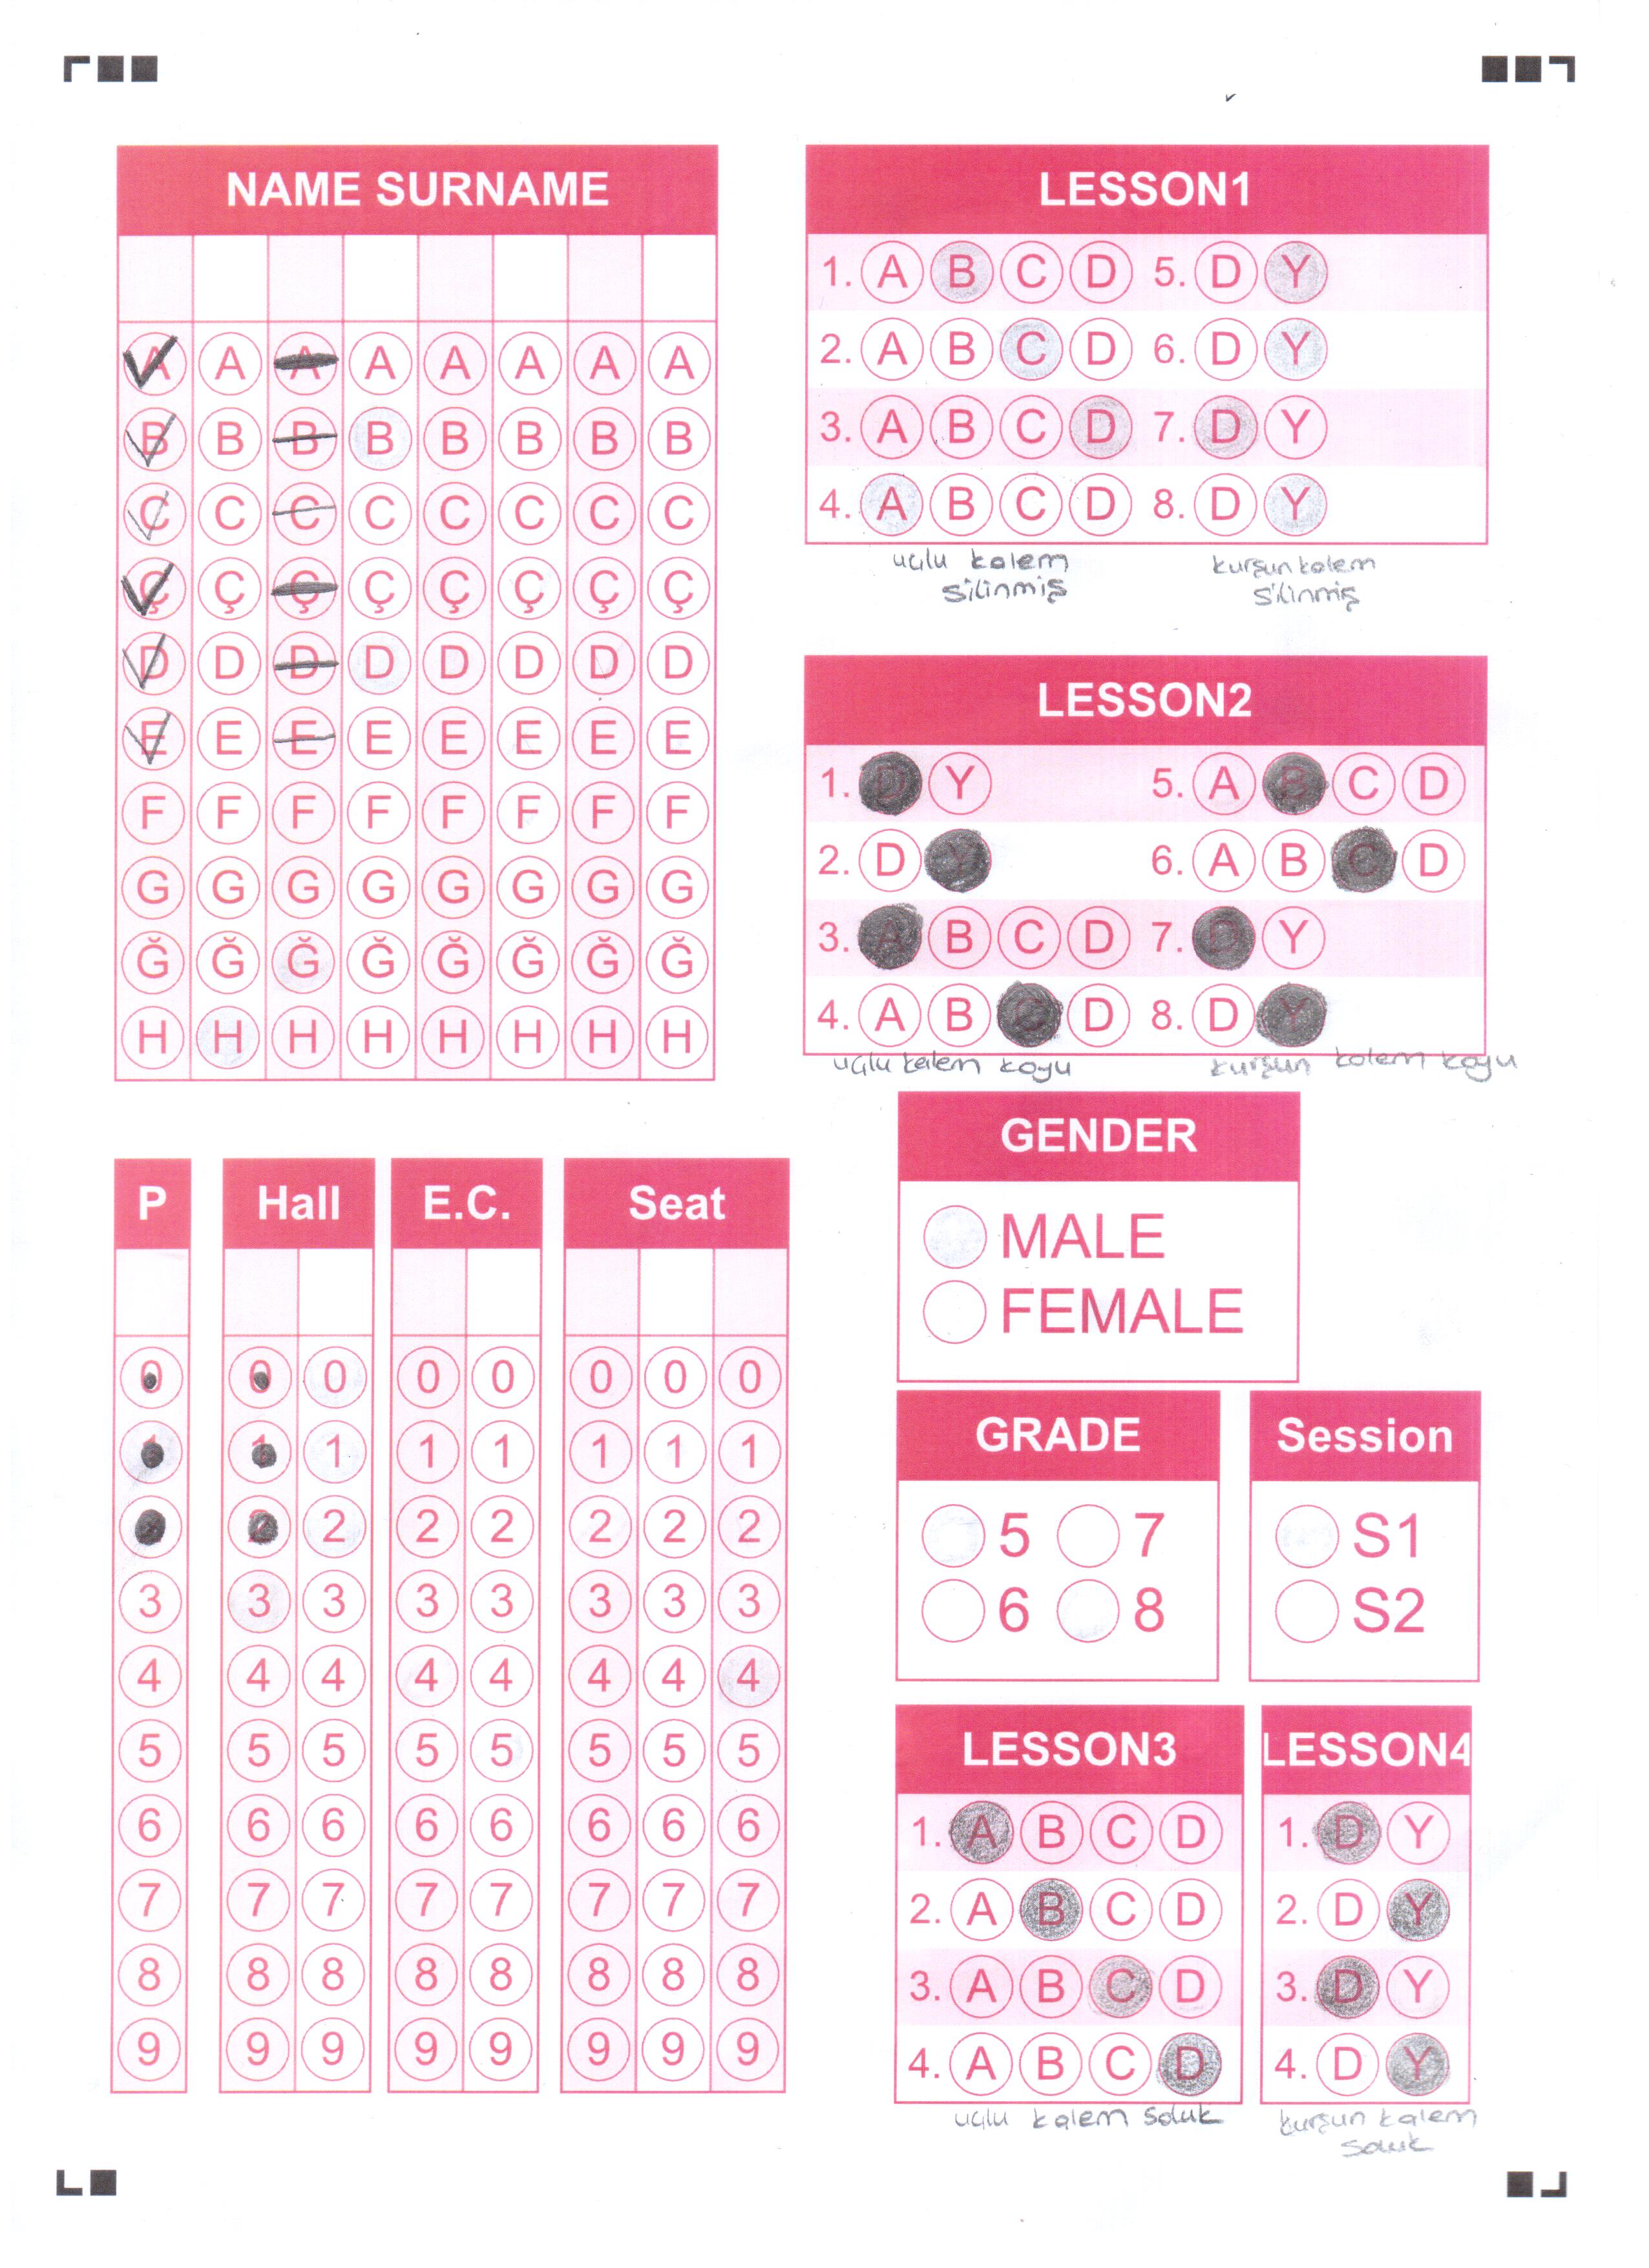 NAME SURNAME
A A A A A A A A
B B B B B B B B
C C C C C C C C
Ç Ç Ç Ç Ç Ç Ç Ç
D D D D D D D D
E E E E E E E E
F F F F F F F F
G G G G G G G G
Ğ Ğ Ğ Ğ Ğ Ğ Ğ Ğ
H H H H H H H H
LESSON1
1. A B C D 5. D Y
2. A B C D 6. D Y
3. A B C D 7. D Y
4. A B C D 8. D Y
uçlu kalem
silinmiş
kurşun kalem
silinmiş
LESSON2
1. D Y 5. A B C D
2. D Y 6. A B C D
3. A B C D 7. D Y
4. A B C D 8. D Y
uçlu kalem koyu
kurşun kalem koyu
P Hall E.C. Seat
0 0 0 0 0 0 0 0
1 1 1 1 1 1 1 1
2 2 2 2 2 2 2 2
3 3 3 3 3 3 3 3
4 4 4 4 4 4 4 4
5 5 5 5 5 5 5 5
6 6 6 6 6 6 6 6
7 7 7 7 7 7 7 7
8 8 8 8 8 8 8 8
9 9 9 9 9 9 9 9
GENDER
MALE
FEMALE
GRADE
5 7
6 8
Session
S1
S2
LESSON3
1. A B C D
2. A B C D
3. A B C D
4. A B C D
uçlu kalem soluk
LESSON4
1. D Y
2. D Y
3. D Y
4. D Y
kurşun kalem
soluk